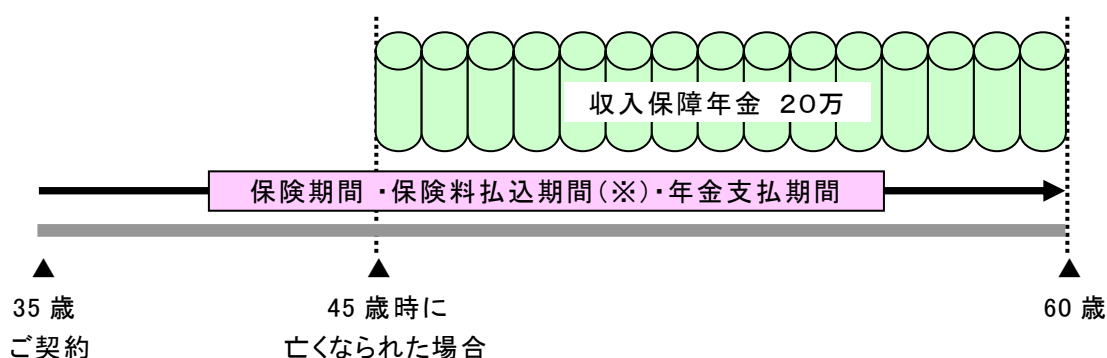 収入保障年金 20万
保険期間・保険料払込期間(※)・年金支払期間
35歳
ご契約
45歳時に
亡くなられた場合
60歳